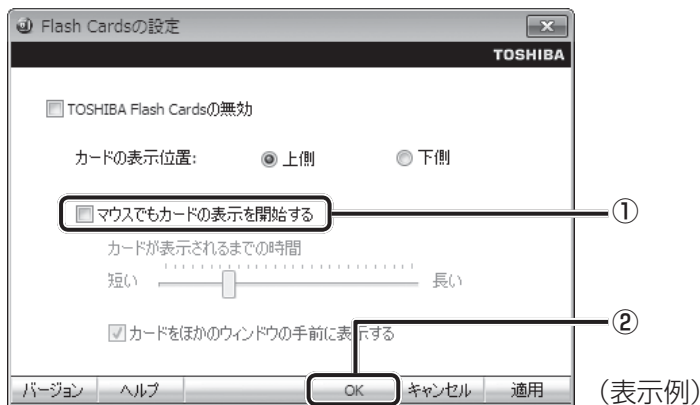 Flash Cardsの設定
TOSHIBA
TOSHIBA Flash Cardsの無効
カードの表示位置: 上側 下側
マウスでもカードの表示を開始する ①
カードが表示されるまでの時間
短い 長い
②
カードをほかのウィンドウの手前に表示する
バージョン ヘルプ OK キャンセル 適用 (表示例)